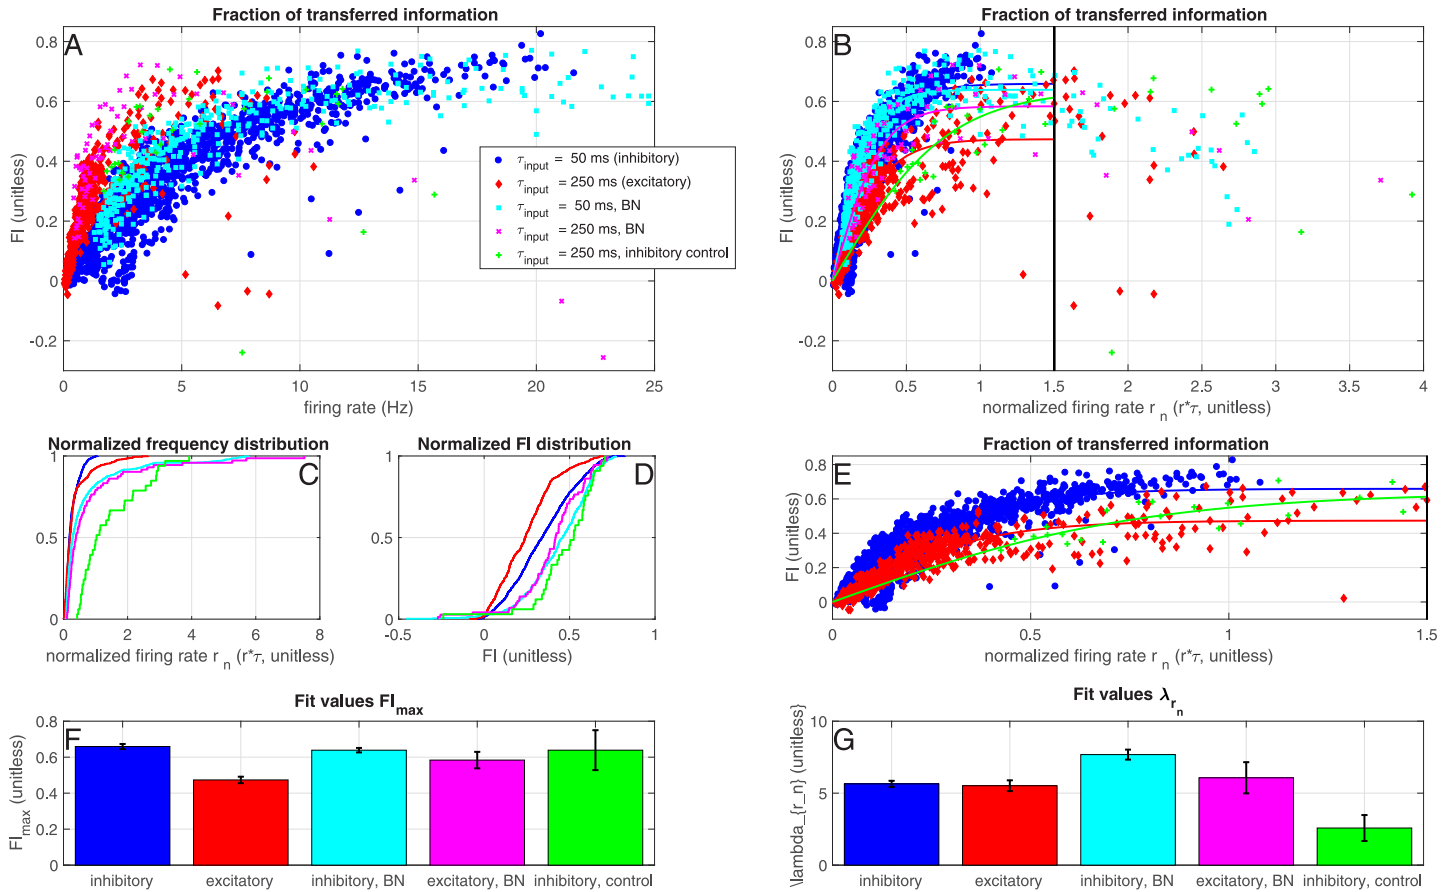 Fraction of transferred information
A
0.8
0.6
0.4
0.2
0
-0.2
FI (unitless)
0 5 10 15 20 25
firing rate (Hz)
τinput = 50 ms (inhibitory)
τinput = 250 ms (excitatory)
τinput = 50 ms, BN
τinput = 250 ms, BN
τinput = 250 ms, inhibitory control
Fraction of transferred information
B
0.8
0.6
0.4
0.2
0
-0.2
FI (unitless)
0 0.5 1 1.5 2 2.5 3 3.5 4
normalized firing rate r_n (r*τ, unitless)
Normalized frequency distribution
C
1
0.5
0
0 2 4 6 8
normalized firing rate r_n (r*τ, unitless)
Normalized FI distribution
D
1
0.5
0
-0.5 0 0.5 1
FI (unitless)
Fraction of transferred information
E
0.8
0.6
0.4
0.2
0
FI (unitless)
0 0.5 1 1.5
normalized firing rate r_n (r*τ, unitless)
Fit values FImax
F
0.8
0.6
0.4
0.2
0
FImax (unitless)
inhibitory excitatory inhibitory, BN excitatory, BN inhibitory, control
Fit values λrn
G
10
5
0
\lambda_{r_n} (unitless)
inhibitory excitatory inhibitory, BN excitatory, BN inhibitory, control